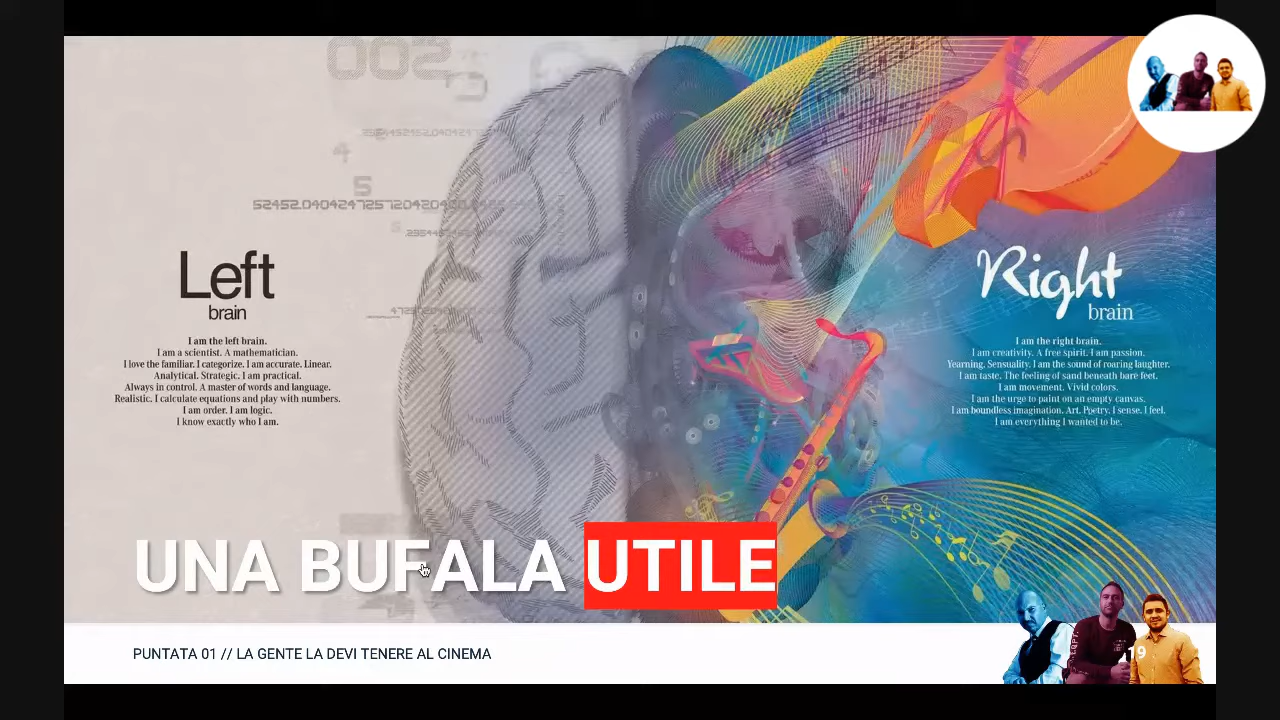 002
4
5
52452.04042472572042040
Left
brain
I am the left brain.
I am a scientist. A mathematician.
I love the familiar. I categorize. I am accurate. Linear.
Analytical. Strategic. I am practical.
Always in control. A master of words and language.
Realistic. I calculate equations and play with numbers.
I am order. I am logic.
I know exactly who I am.
Right
brain
I am the right brain.
I am creativity. A free spirit. I am passion.
Yearning. Sensuality. I am the sound of roaring laughter.
I am taste. The feeling of sand beneath bare feet.
I am movement. Vivid colors.
I am the urge to paint on an empty canvas.
I am boundless imagination. Art. Poetry. I sense. I feel.
I am everything I wanted to be.
UNA BUFALA UTILE
PUNTATA 01 // LA GENTE LA DEVI TENERE AL CINEMA
19